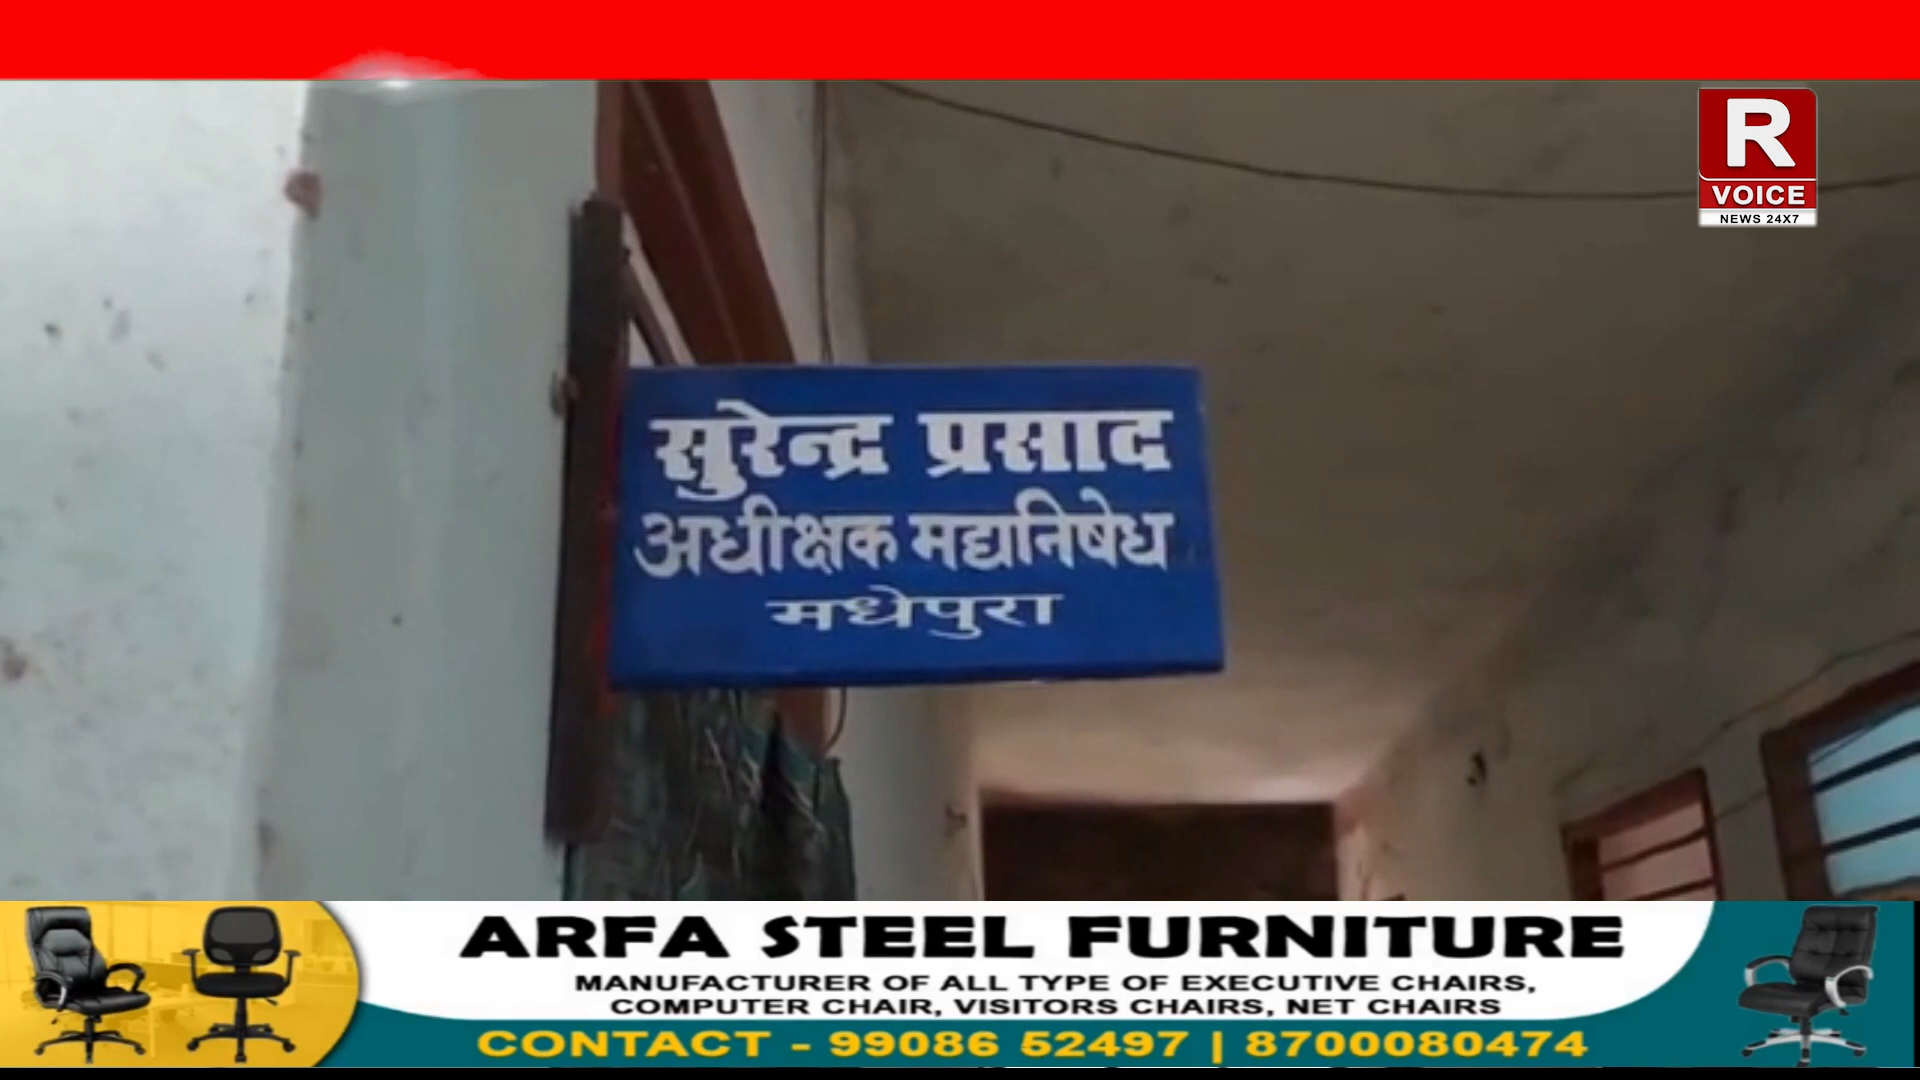 R
VOICE
NEWS 24X7
सुरेन्द्र प्रसाद
अधीक्षक मद्यनिषेध
मधेपुरा
ARFA STEEL FURNITURE
MANUFACTURER OF ALL TYPE OF EXECUTIVE CHAIRS,
COMPUTER CHAIR, VISITORS CHAIRS, NET CHAIRS
CONTACT - 99086 52497 | 8700080474